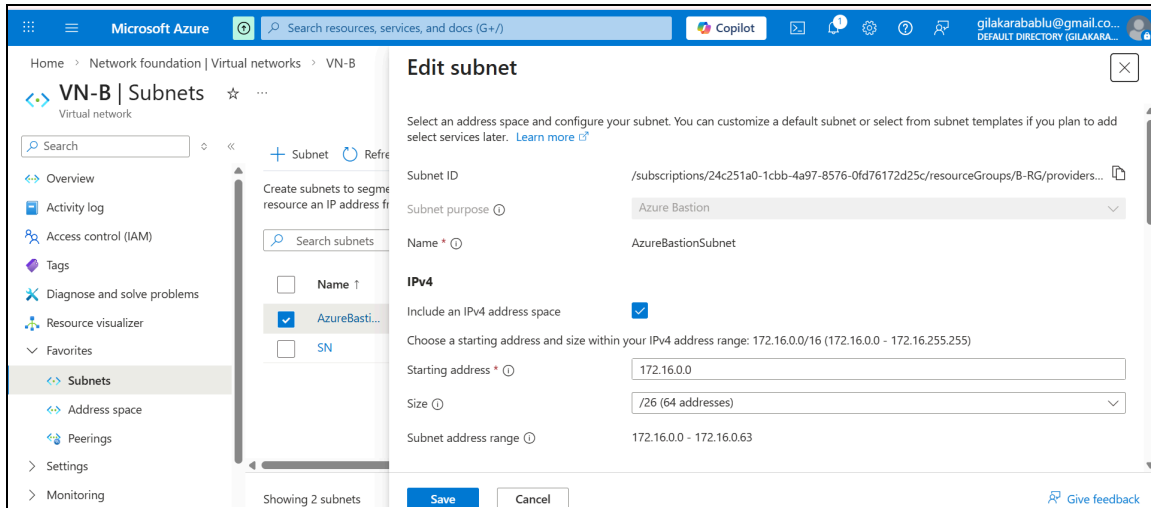 Microsoft Azure
Search resources, services, and docs (G+/)
Copilot
1
gilakarabablu@gmail.co...
DEFAULT DIRECTORY (GILAKARA...
Home > Network foundation | Virtual networks > VN-B
VN-B | Subnets
Virtual network
Search
Overview
Activity log
Access control (IAM)
Tags
Diagnose and solve problems
Resource visualizer
Favorites
Subnets
Address space
Peerings
Settings
Monitoring
+ Subnet Refre
Create subnets to segme
resource an IP address fr
Search subnets
Name ↑
AzureBasti...
SN
Showing 2 subnets
Edit subnet
Select an address space and configure your subnet. You can customize a default subnet or select from subnet templates if you plan to add
select services later. Learn more
Subnet ID /subscriptions/24c251a0-1cbb-4a97-8576-0fd76172d25c/resourceGroups/B-RG/providers...
Subnet purpose Azure Bastion
Name * AzureBastionSubnet
IPv4
Include an IPv4 address space
Choose a starting address and size within your IPv4 address range: 172.16.0.0/16 (172.16.0.0 - 172.16.255.255)
Starting address * 172.16.0.0
Size /26 (64 addresses)
Subnet address range 172.16.0.0 - 172.16.0.63
Save Cancel
Give feedback